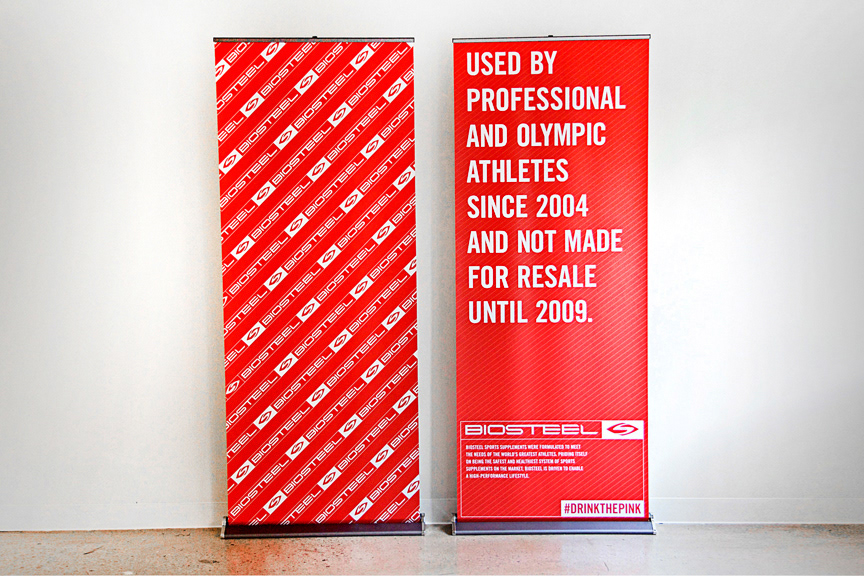 BIOSTEEL
USED BY
PROFESSIONAL
AND OLYMPIC
ATHLETES
SINCE 2004
AND NOT MADE
FOR RESALE
UNTIL 2009.
BIOSTEEL
BIOSTEEL SPORTS SUPPLEMENTS WERE FORMULATED TO MEET
THE NEEDS OF THE WORLD'S GREATEST ATHLETES. PRIDING ITSELF
ON BEING THE SAFEST AND HEALTHIEST SYSTEM OF SPORTS
SUPPLEMENTS ON THE MARKET, BIOSTEEL IS DRIVEN TO ENABLE
A HIGH-PERFORMANCE LIFESTYLE.
#DRINKTHEPINK